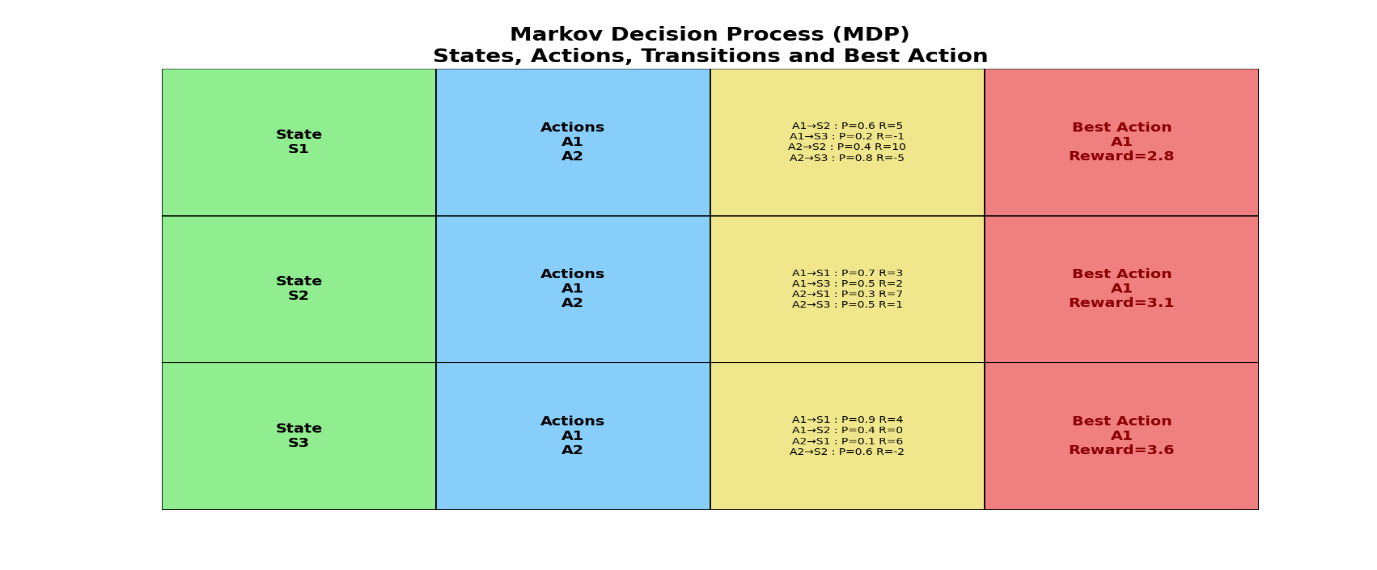 Markov Decision Process (MDP)
States, Actions, Transitions and Best Action
State
S1
Actions
A1
A2
A1→S2 : P=0.6 R=5
A1→S3 : P=0.2 R=-1
A2→S2 : P=0.4 R=10
A2→S3 : P=0.8 R=-5
Best Action
A1
Reward=2.8
State
S2
Actions
A1
A2
A1→S1 : P=0.7 R=3
A1→S3 : P=0.5 R=2
A2→S1 : P=0.3 R=7
A2→S3 : P=0.5 R=1
Best Action
A1
Reward=3.1
State
S3
Actions
A1
A2
A1→S1 : P=0.9 R=4
A1→S2 : P=0.4 R=0
A2→S1 : P=0.1 R=6
A2→S2 : P=0.6 R=-2
Best Action
A1
Reward=3.6